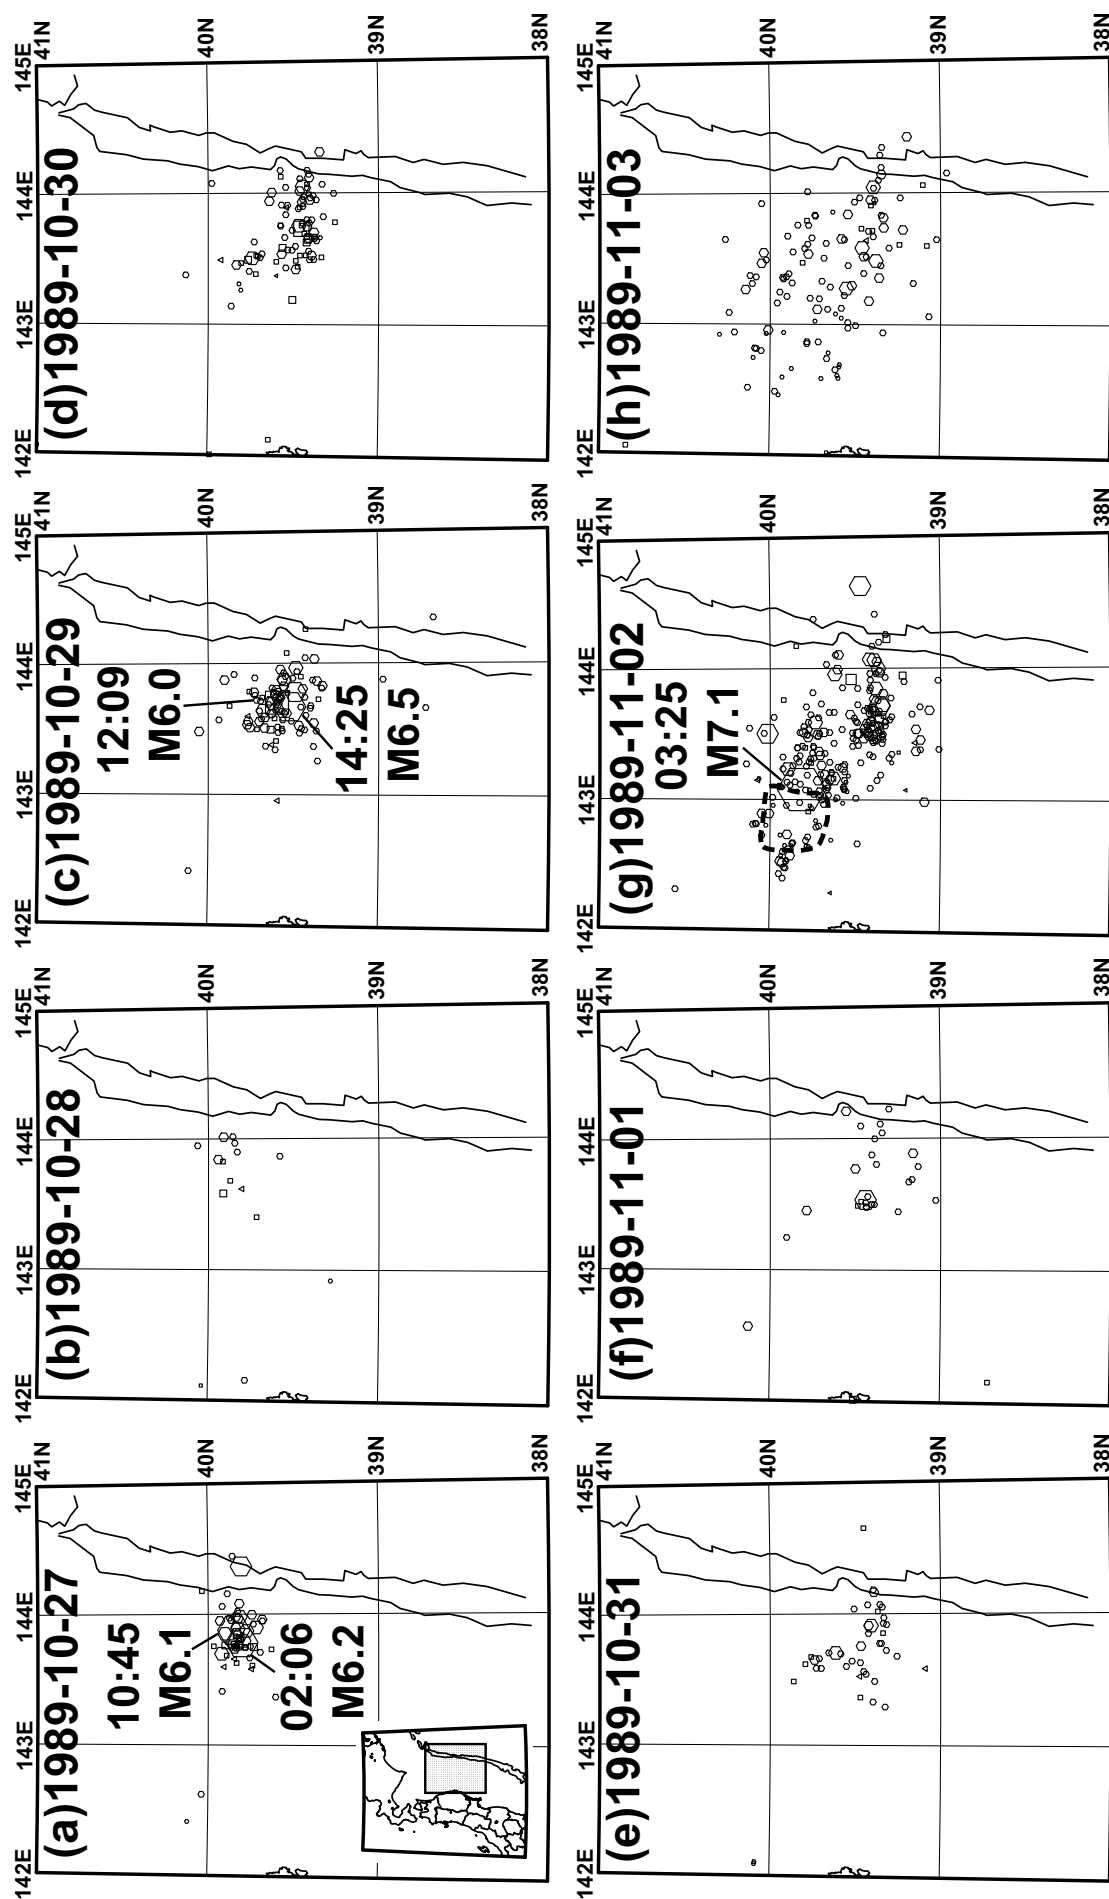 142E 143E 144E 145E
41N
(a)1989-10-27
10:45
M6.1
40N
02:06
M6.2
39N
38N
142E 143E 144E 145E
41N
(b)1989-10-28
40N
39N
38N
142E 143E 144E 145E
41N
(c)1989-10-29
12:09
M6.0
40N
14:25
M6.5
39N
38N
142E 143E 144E 145E
41N
(d)1989-10-30
40N
39N
38N
142E 143E 144E 145E
41N
(e)1989-10-31
40N
39N
38N
142E 143E 144E 145E
41N
(f)1989-11-01
40N
39N
38N
142E 143E 144E 145E
41N
(g)1989-11-02
03:25
M7.1
40N
39N
38N
142E 143E 144E 145E
41N
(h)1989-11-03
40N
39N
38N